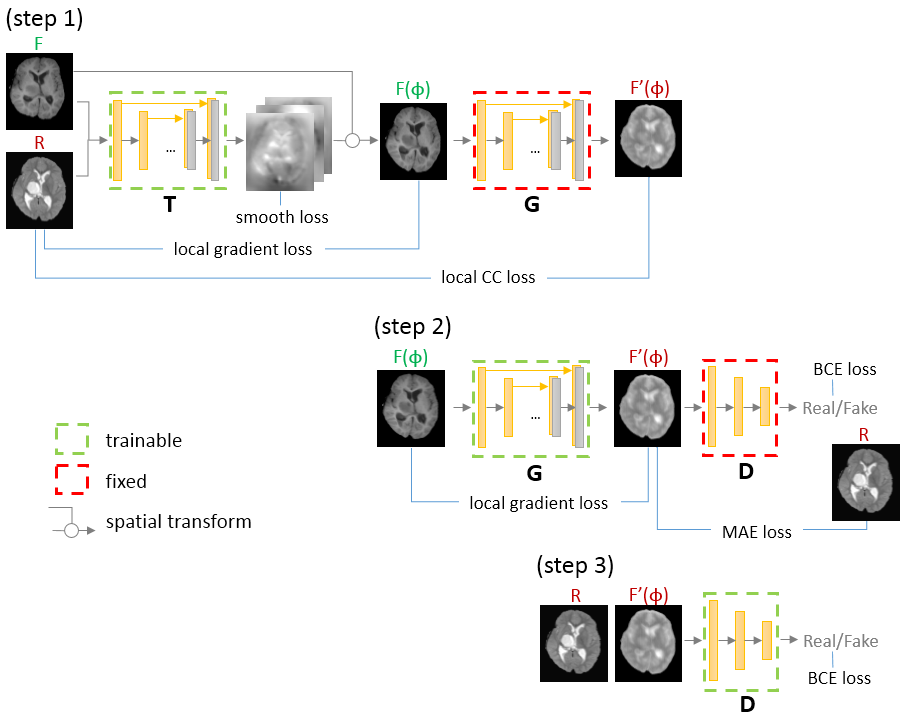 (step 1)
F
R
T
...
smooth loss
F(ϕ)
G
...
F’(ϕ)
local gradient loss
local CC loss
(step 2)
F(ϕ)
G
...
F’(ϕ)
D
BCE loss
Real/Fake
R
local gradient loss
MAE loss
trainable
fixed
spatial transform
(step 3)
R
F’(ϕ)
D
Real/Fake
BCE loss